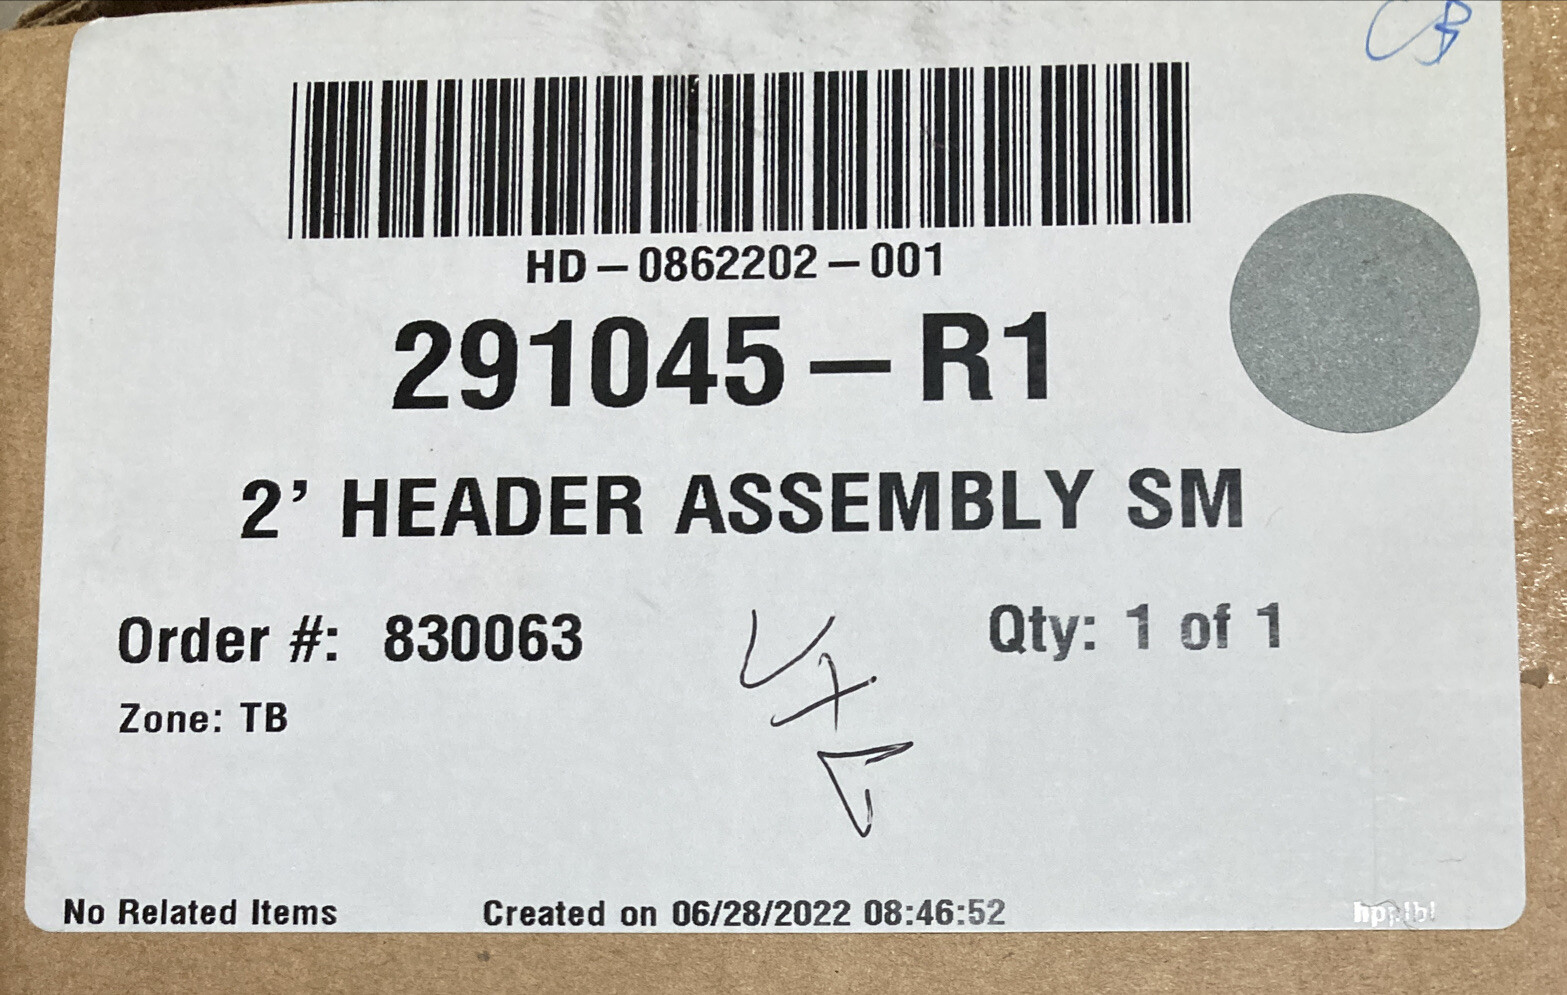 CB
HD-0862202-001
291045-R1
2' HEADER ASSEMBLY SM
Order #: 830063
Qty: 1 of 1
Zone: TB
No Related Items
Created on 06/28/2022 08:46:52